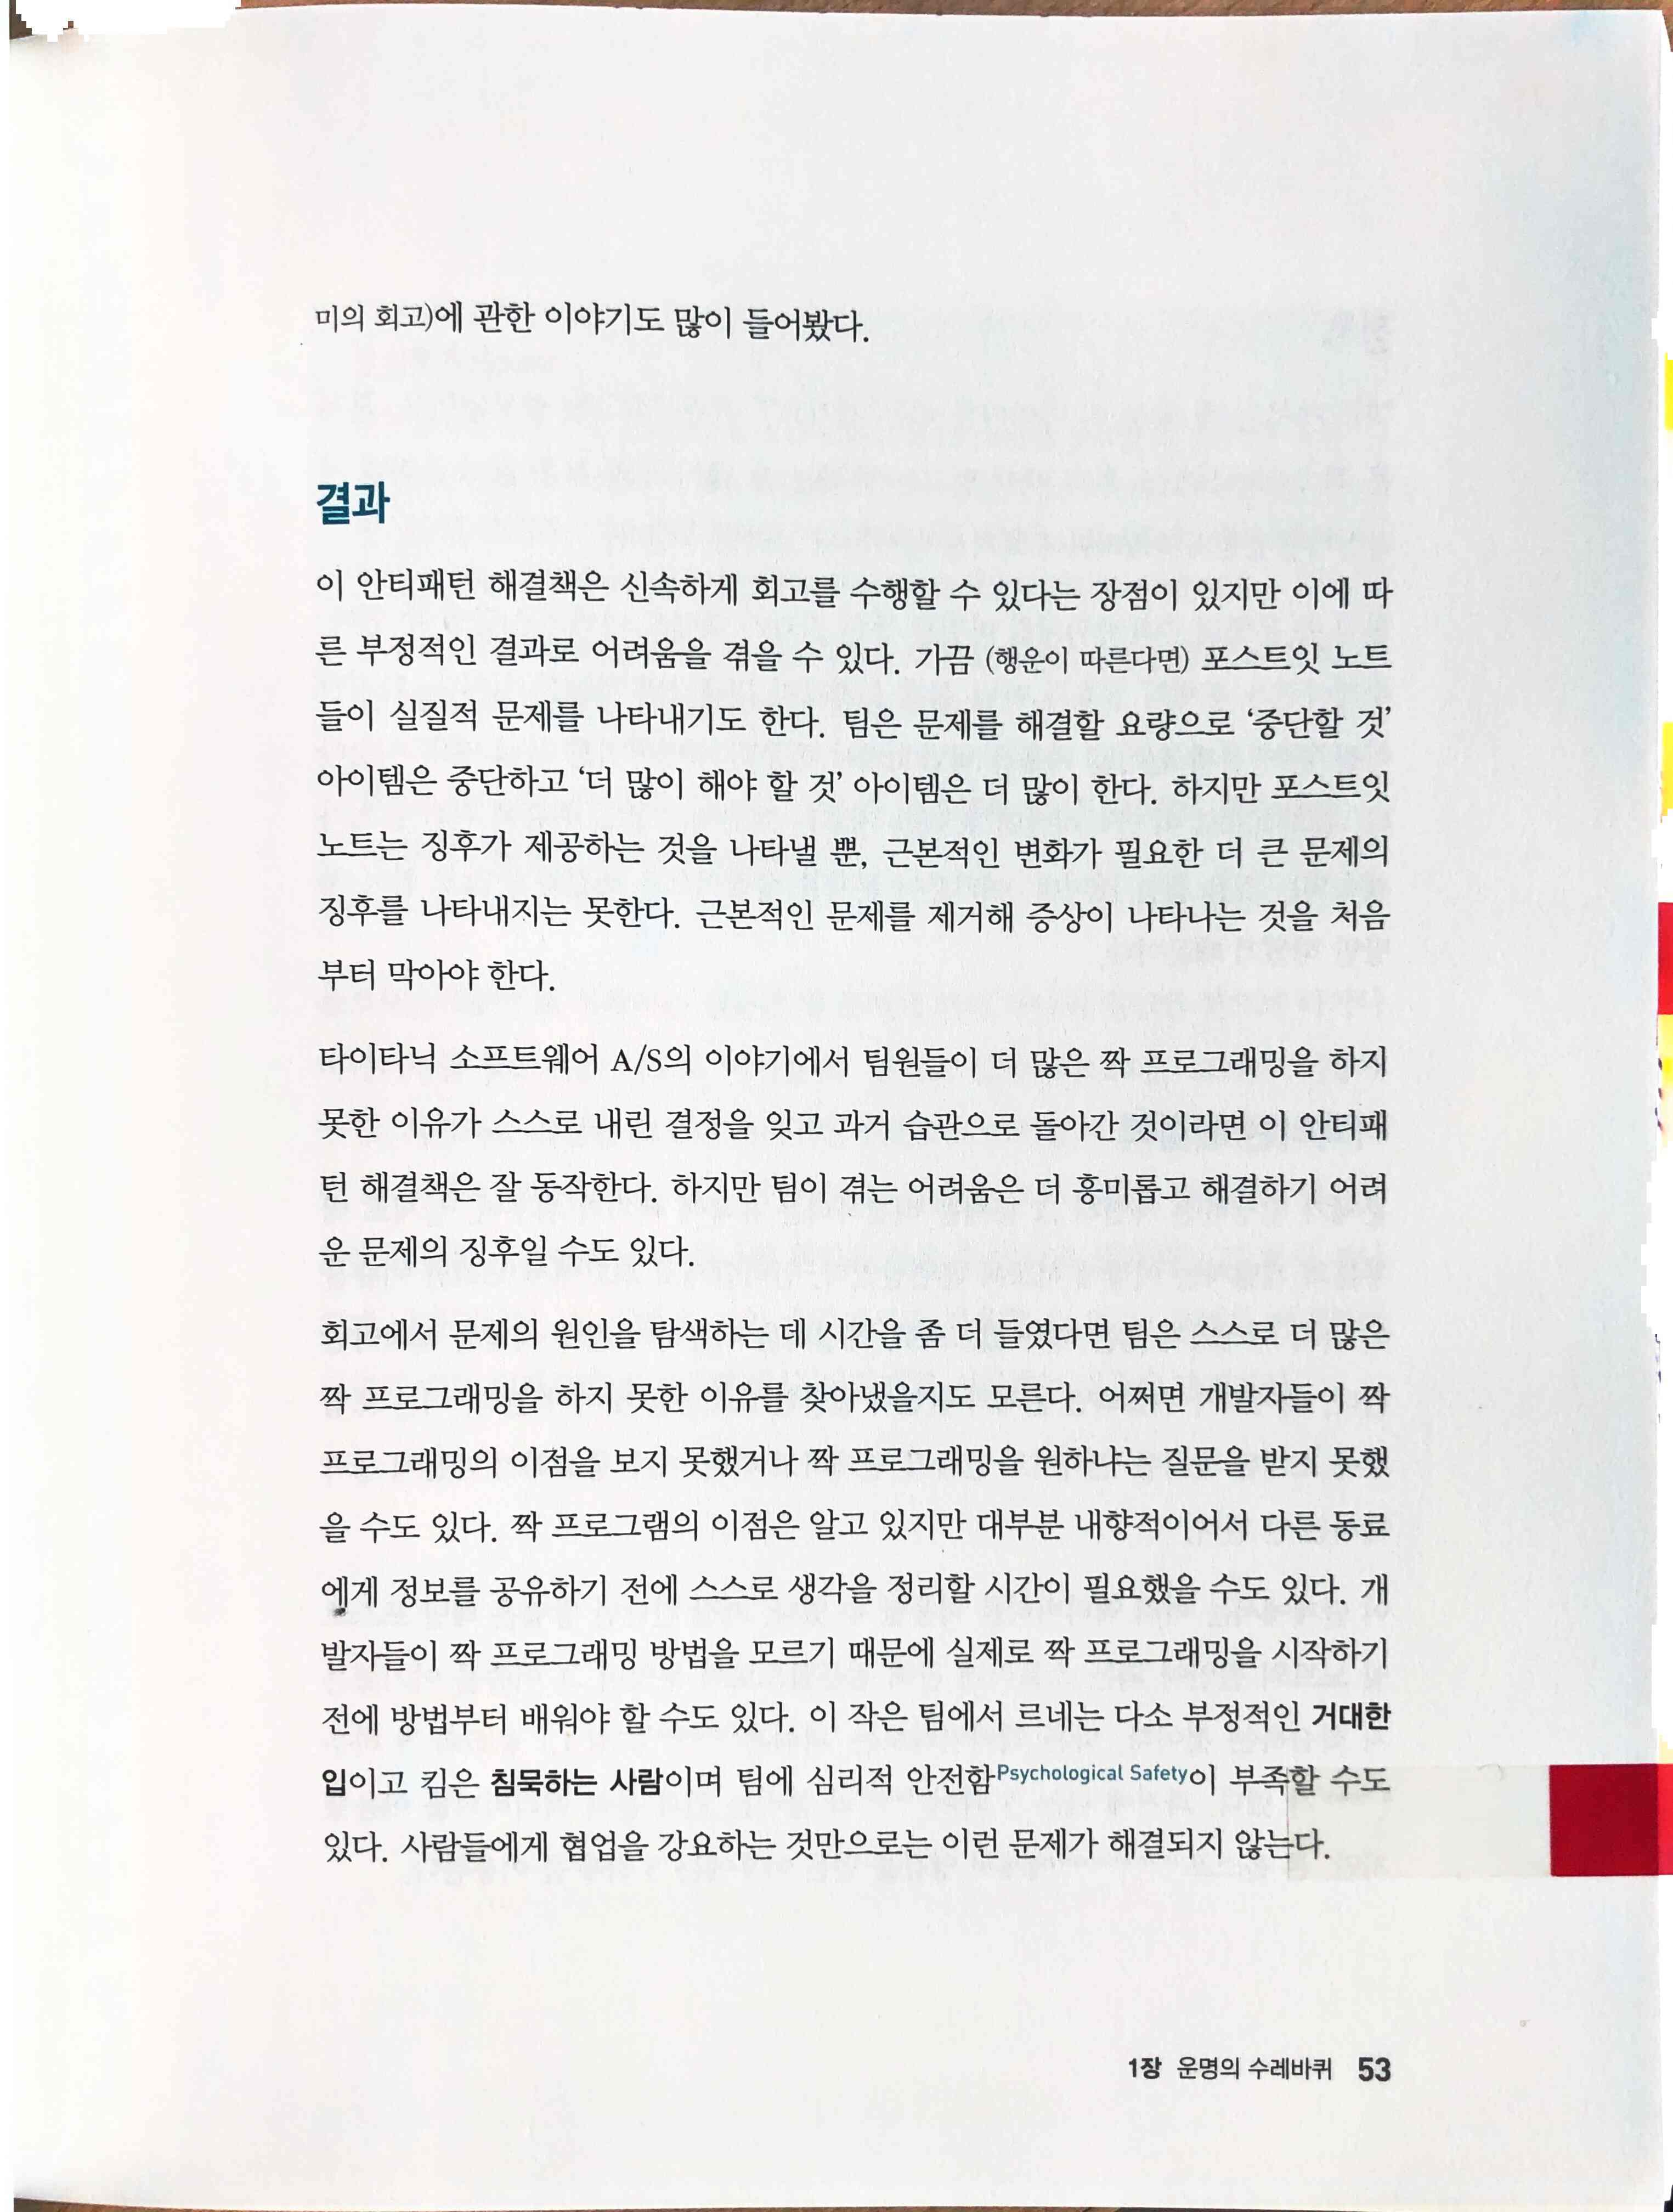 미의 회고)에 관한 이야기도 많이 들어봤다.
결과
이 안티패턴 해결책은 신속하게 회고를 수행할 수 있다는 장점이 있지만 이에 따
른 부정적인 결과로 어려움을 겪을 수 있다. 가끔 (행운이 따른다면) 포스트잇 노트
들이 실질적 문제를 나타내기도 한다. 팀은 문제를 해결할 요량으로 ‘중단할 것’
아이템은 중단하고 ‘더 많이 해야 할 것’ 아이템은 더 많이 한다. 하지만 포스트잇
노트는 징후가 제공하는 것을 나타낼 뿐, 근본적인 변화가 필요한 더 큰 문제의
징후를 나타내지는 못한다. 근본적인 문제를 제거해 증상이 나타나는 것을 처음
부터 막아야 한다.
타이타닉 소프트웨어 A/S의 이야기에서 팀원들이 더 많은 짝 프로그래밍을 하지
못한 이유가 스스로 내린 결정을 잊고 과거 습관으로 돌아간 것이라면 이 안티패
턴 해결책은 잘 동작한다. 하지만 팀이 겪는 어려움은 더 흥미롭고 해결하기 어려
운 문제의 징후일 수도 있다.
회고에서 문제의 원인을 탐색하는 데 시간을 좀 더 들였다면 팀은 스스로 더 많은
짝 프로그래밍을 하지 못한 이유를 찾아냈을지도 모른다. 어쩌면 개발자들이 짝
프로그래밍의 이점을 보지 못했거나 짝 프로그래밍을 원하냐는 질문을 받지 못했
을 수도 있다. 짝 프로그램의 이점은 알고 있지만 대부분 내향적이어서 다른 동료
에게 정보를 공유하기 전에 스스로 생각을 정리할 시간이 필요했을 수도 있다. 개
발자들이 짝 프로그래밍 방법을 모르기 때문에 실제로 짝 프로그래밍을 시작하기
전에 방법부터 배워야 할 수도 있다. 이 작은 팀에서 르네는 다소 부정적인 거대한
입이고 킴은 침묵하는 사람이며 팀에 심리적 안전함Psychological Safety이 부족할 수도
있다. 사람들에게 협업을 강요하는 것만으로는 이런 문제가 해결되지 않는다.
1장 운명의 수레바퀴 53